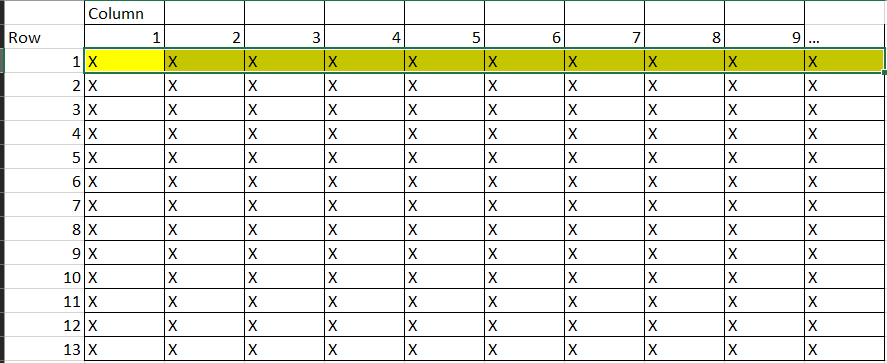 Column
Row 1 2 3 4 5 6 7 8 9 ...
1 X X X X X X X X X X
2 X X X X X X X X X X
3 X X X X X X X X X X
4 X X X X X X X X X X
5 X X X X X X X X X X
6 X X X X X X X X X X
7 X X X X X X X X X X
8 X X X X X X X X X X
9 X X X X X X X X X X
10 X X X X X X X X X X
11 X X X X X X X X X X
12 X X X X X X X X X X
13 X X X X X X X X X X